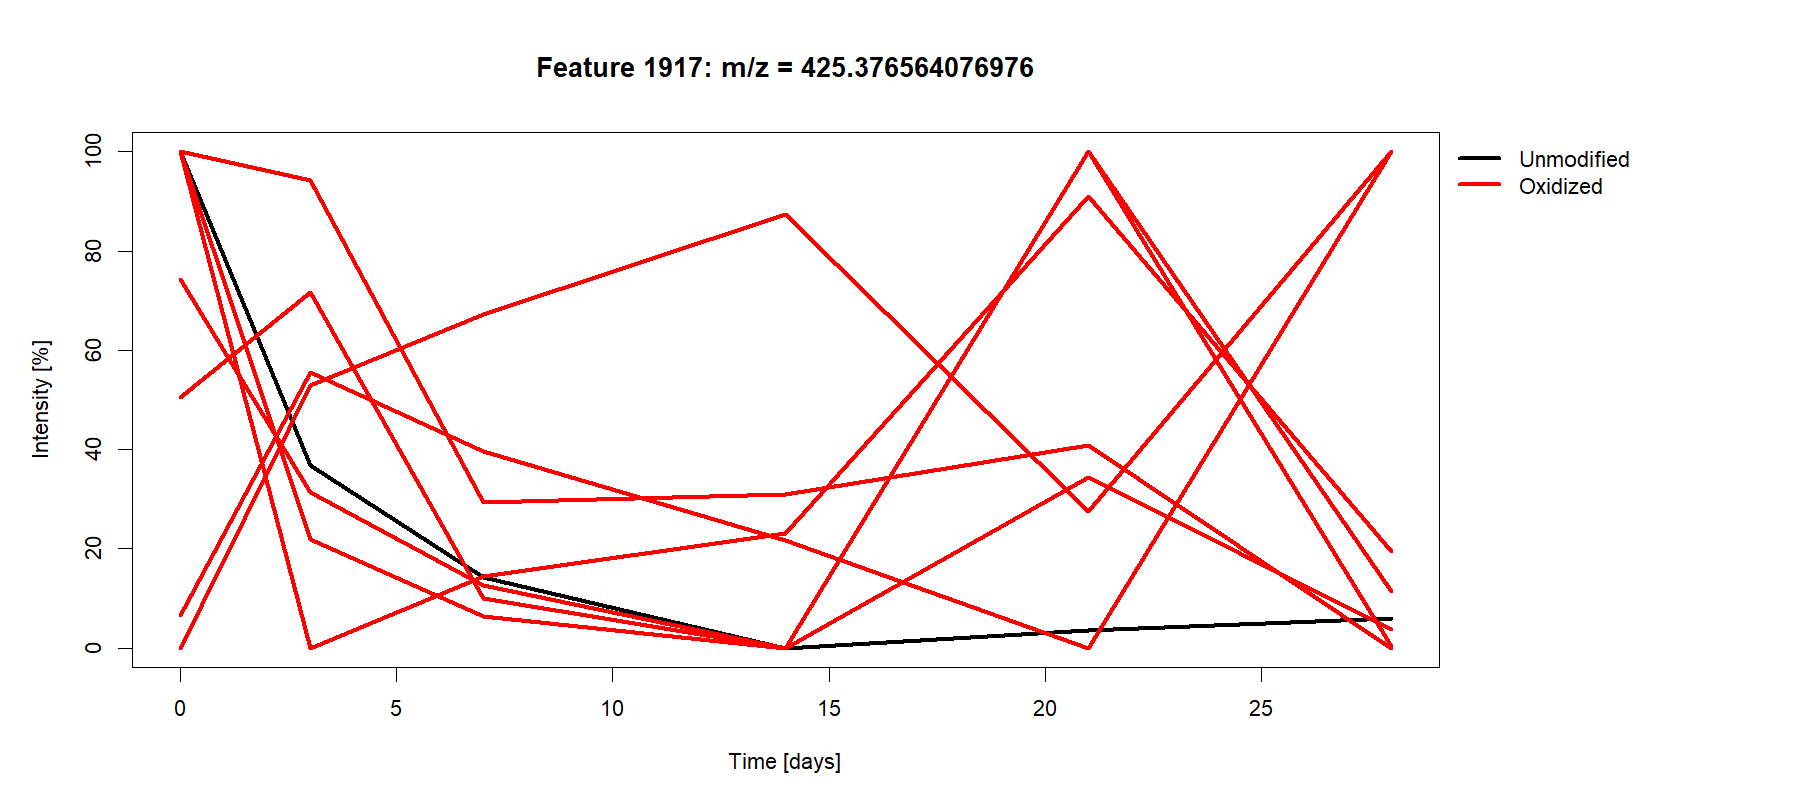 Feature 1917: m/z = 425.376564076976
Unmodified
Oxidized
Intensity [%]
100
80
60
40
20
0
0 5 10 15 20 25
Time [days]